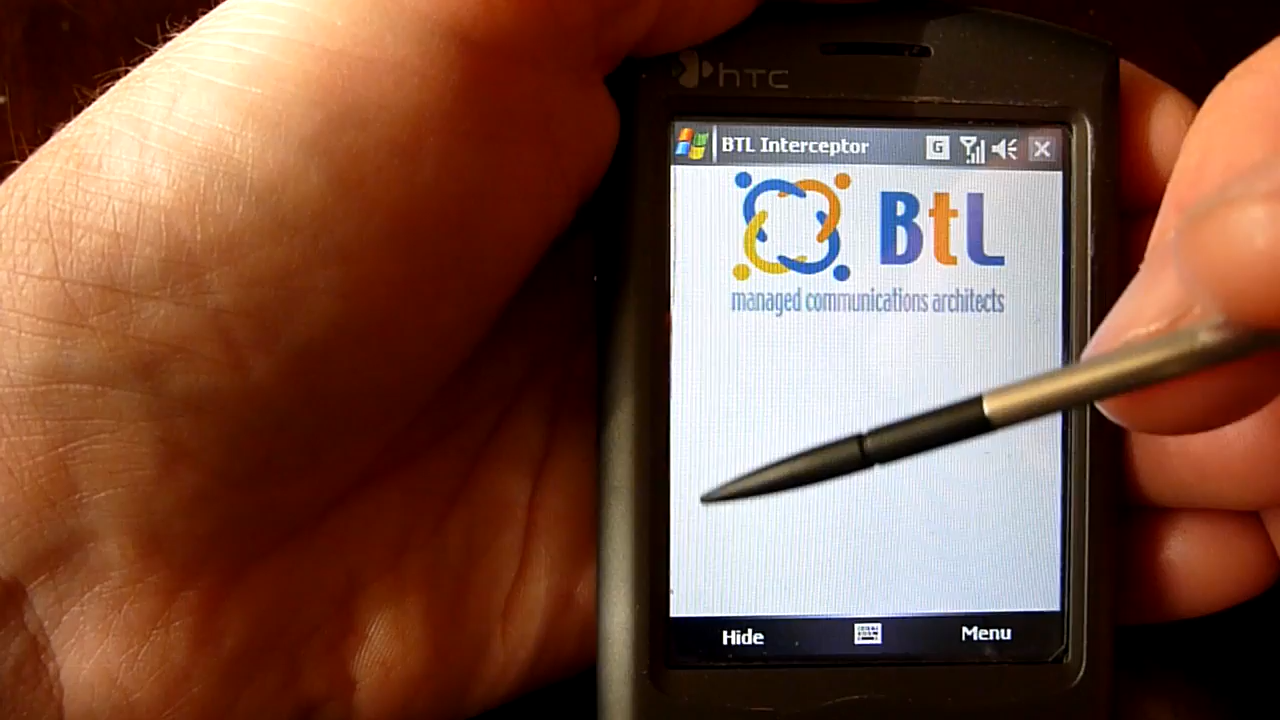 hTC
BTL Interceptor
G
BtL
managed communications architects
Hide
Menu